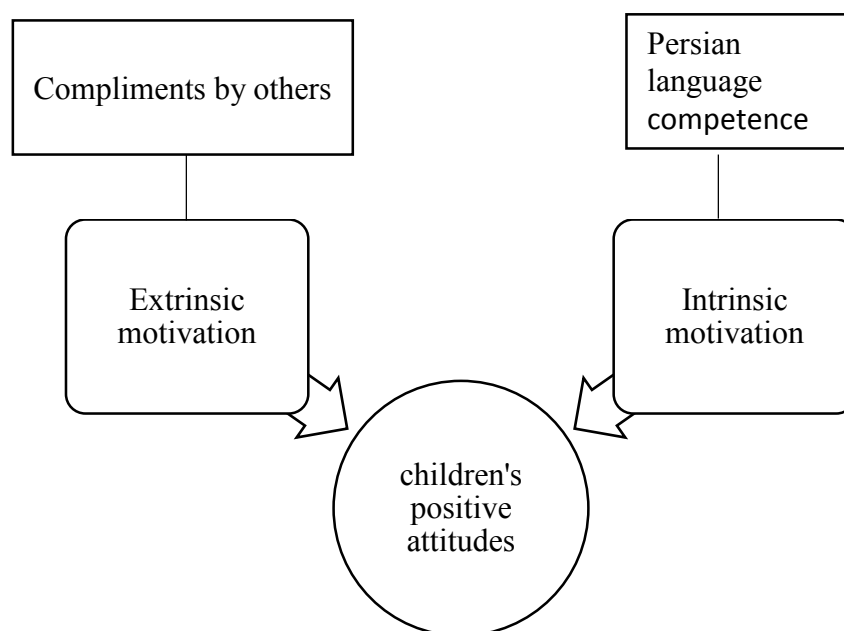 Compliments by others
Persian
language
competence
Extrinsic
motivation
Intrinsic
motivation
children's
positive
attitudes